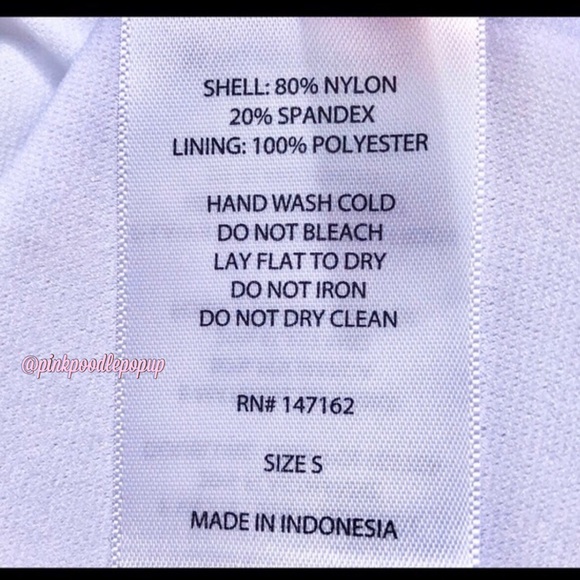 SHELL: 80% NYLON
20% SPANDEX
LINING: 100% POLYESTER
HAND WASH COLD
DO NOT BLEACH
LAY FLAT TO DRY
DO NOT IRON
DO NOT DRY CLEAN
@pinkpoodlepopup
RN# 147162
SIZE S
MADE IN INDONESIA